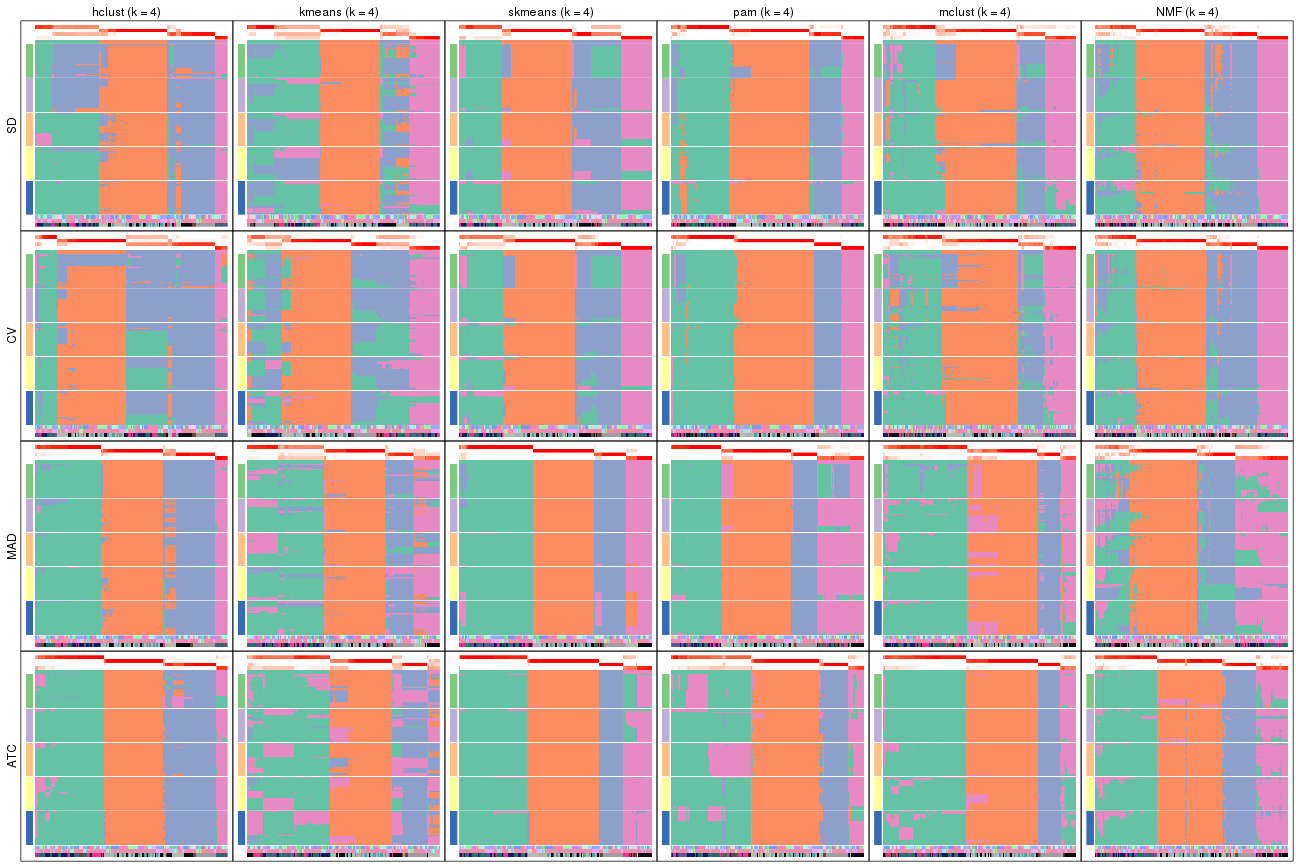 hclust (k = 4) kmeans (k = 4) skmeans (k = 4) pam (k = 4) mclust (k = 4) NMF (k = 4)
SD
CV
MAD
ATC